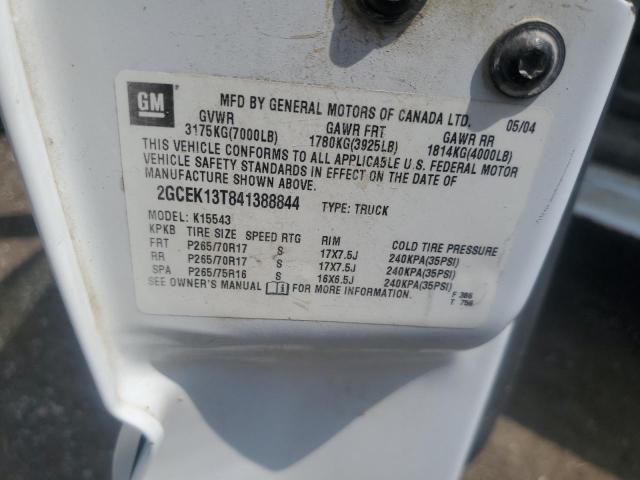 GM
MFD BY GENERAL MOTORS OF CANADA LTD. 05/04
GVWR GAWR FRT GAWR RR
3175KG(7000LB) 1780KG(3925LB) 1814KG(4000LB)
THIS VEHICLE CONFORMS TO ALL APPLICABLE U.S. FEDERAL MOTOR
VEHICLE SAFETY STANDARDS IN EFFECT ON THE DATE OF
MANUFACTURE SHOWN ABOVE.
2GCEK13T841388844 TYPE: TRUCK
MODEL: K15543
KPKB TIRE SIZE SPEED RTG RIM COLD TIRE PRESSURE
FRT P265/70R17 S 17X7.5J 240KPA(35PSI)
RR P265/70R17 S 17X7.5J 240KPA(35PSI)
SPA P265/75R16 S 16X6.5J 240KPA(35PSI)
SEE OWNER'S MANUAL FOR MORE INFORMATION.
F 386
T 756